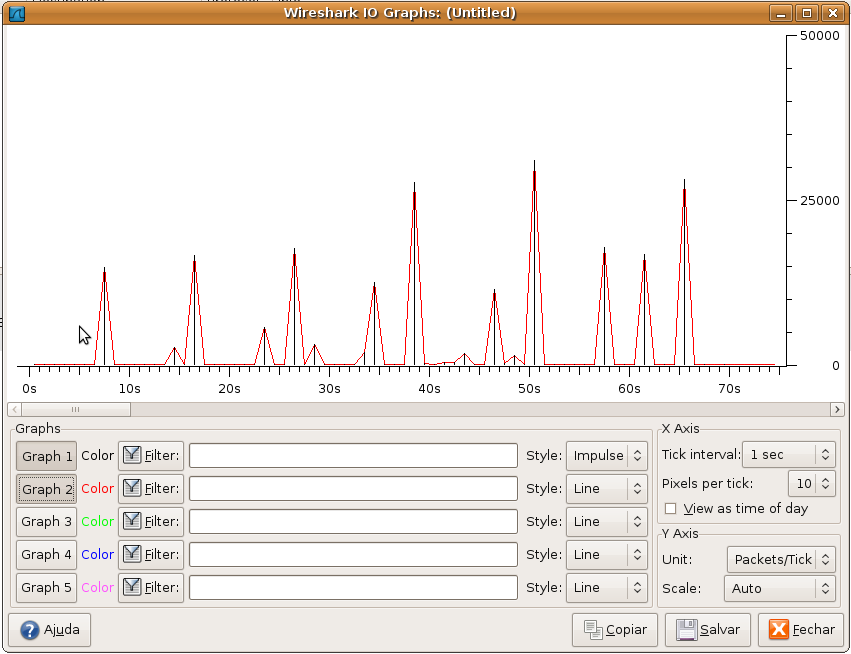 Wireshark IO Graphs: (Untitled)
50000
25000
0
0s 10s 20s 30s 40s 50s 60s 70s
Graphs
Graph 1 Color Filter: Style: Impulse
Graph 2 Color Filter: Style: Line
Graph 3 Color Filter: Style: Line
Graph 4 Color Filter: Style: Line
Graph 5 Color Filter: Style: Line
X Axis
Tick interval: 1 sec
Pixels per tick: 10
View as time of day
Y Axis
Unit: Packets/Tick
Scale: Auto
Ajuda Copiar Salvar Fechar